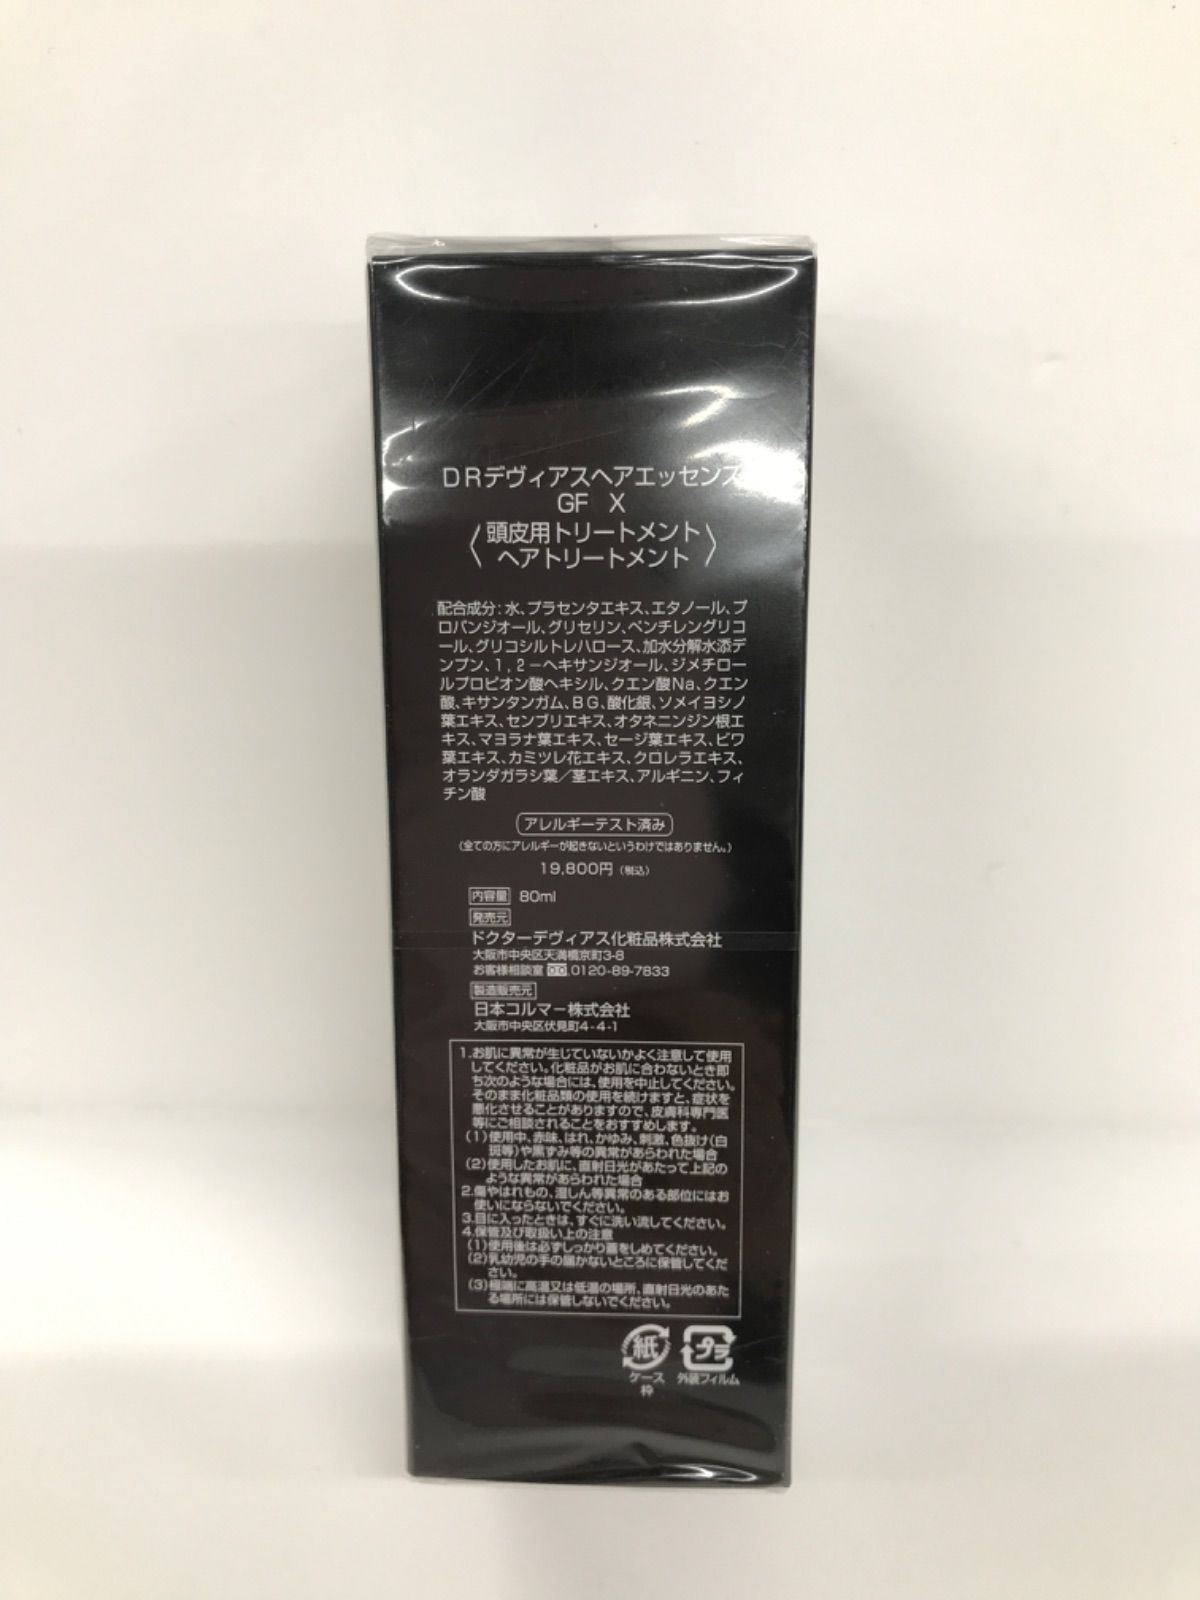 DRデヴィアスヘアエッセンス
GF X
〈頭皮用トリートメント
ヘアトリートメント〉
配合成分:水、プラセンタエキス、エタノール、プ
ロパンジオール、グリセリン、ペンチレングリコ
ール、グリコシルトレハロース、加水分解水添デ
ンプン、1,2-ヘキサンジオール、ジメチロー
ルプロピオン酸ヘキシル、クエン酸Na、クエン
酸、キサンタンガム、BG、酸化銀、ソメイヨシノ
葉エキス、センブリエキス、オタネニンジン根エ
キス、マヨラナ葉エキス、セージ葉エキス、ビワ
葉エキス、カミツレ花エキス、クロレラエキス、
オランダガラシ葉/茎エキス、アルギニン、フィ
チン酸
アレルギーテスト済み
(全ての方にアレルギーが起きないというわけではありません。)
19,800円(税込)
内容量 80ml
発売元
ドクターデヴィアス化粧品株式会社
大阪市中央区天満橋京町3-8
お客様相談室 0120-89-7833
製造販売元
日本コルマー株式会社
大阪市中央区伏見町4-4-1
1.お肌に異常が生じていないかよく注意して使用
してください。化粧品がお肌に合わないとき即
ち次のような場合には、使用を中止してください。
そのまま化粧品類の使用を続けますと、症状を
悪化させることがありますので、皮膚科専門医
等にご相談されることをおすすめします。
(1)使用中、赤味、はれ、かゆみ、刺激、色抜け(白
斑等)や黒ずみ等の異常があらわれた場合
(2)使用したお肌に、直射日光があたって上記の
ような異常があらわれた場合
2.傷やはれもの、湿しん等異常のある部位にはお
使いにならないでください。
3.目に入ったときは、すぐに洗い流してください。
4.保管及び取扱い上の注意
(1)使用後は必ずしっかり蓋をしめてください。
(2)乳幼児の手の届かないところに保管してくだ
さい。
(3)極端に高温又は低温の場所、直射日光のあた
る場所には保管しないでください。
紙 プラ
ケース 外装フィルム
枠